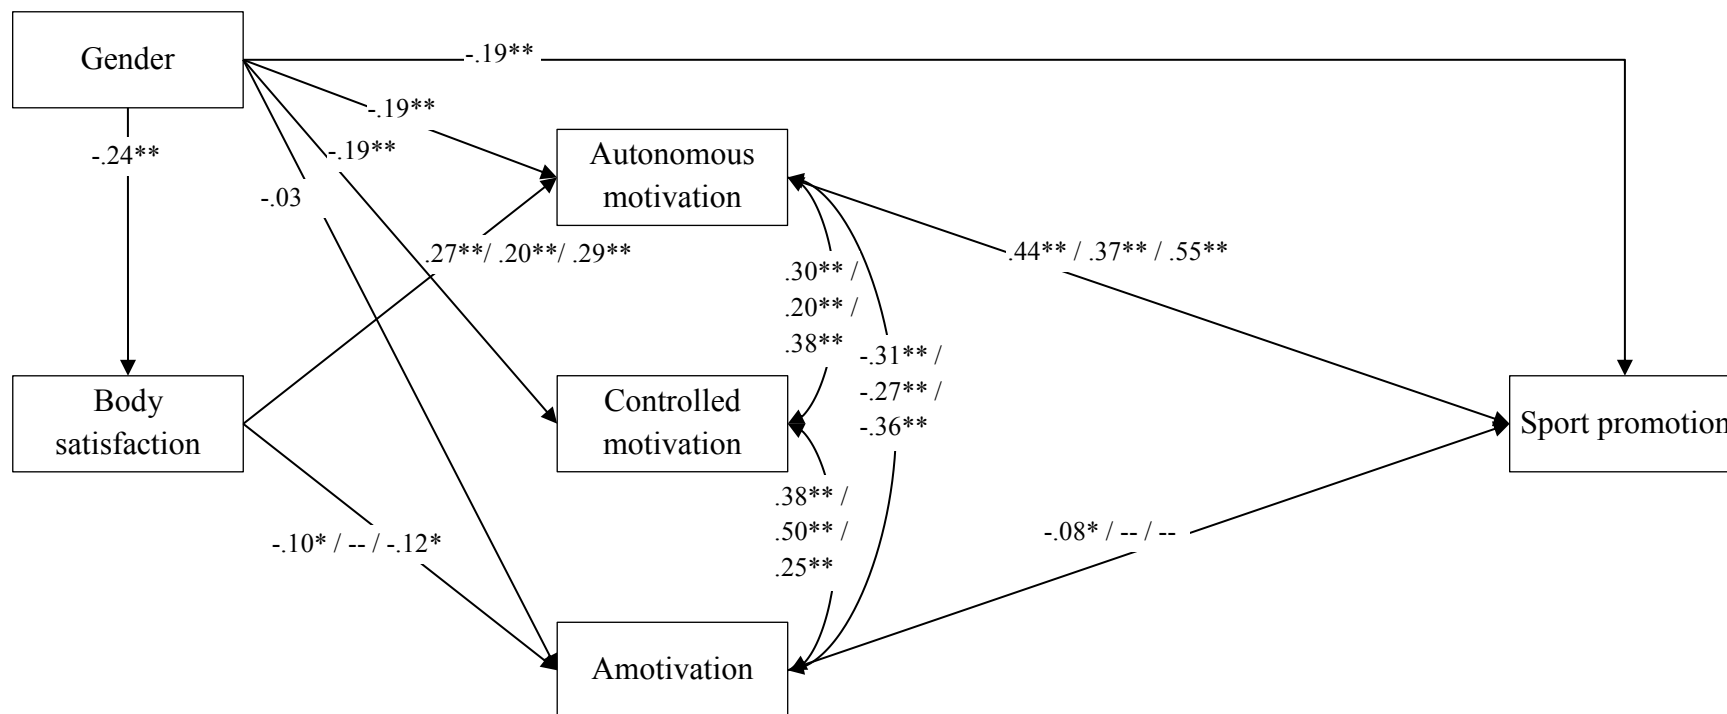 Gender
-.19**
-.19**
-.24**
-.19**
Autonomous
motivation
-.03
.27**/ .20**/ .29**
.44** / .37** / .55**
.30** /
.20** /
.38**
-.31** /
-.27** /
-.36**
Body
satisfaction
Controlled
motivation
Sport promotion
.38** /
.50** /
.25**
-.10* / -- / -.12*
-.08* / -- / --
Amotivation